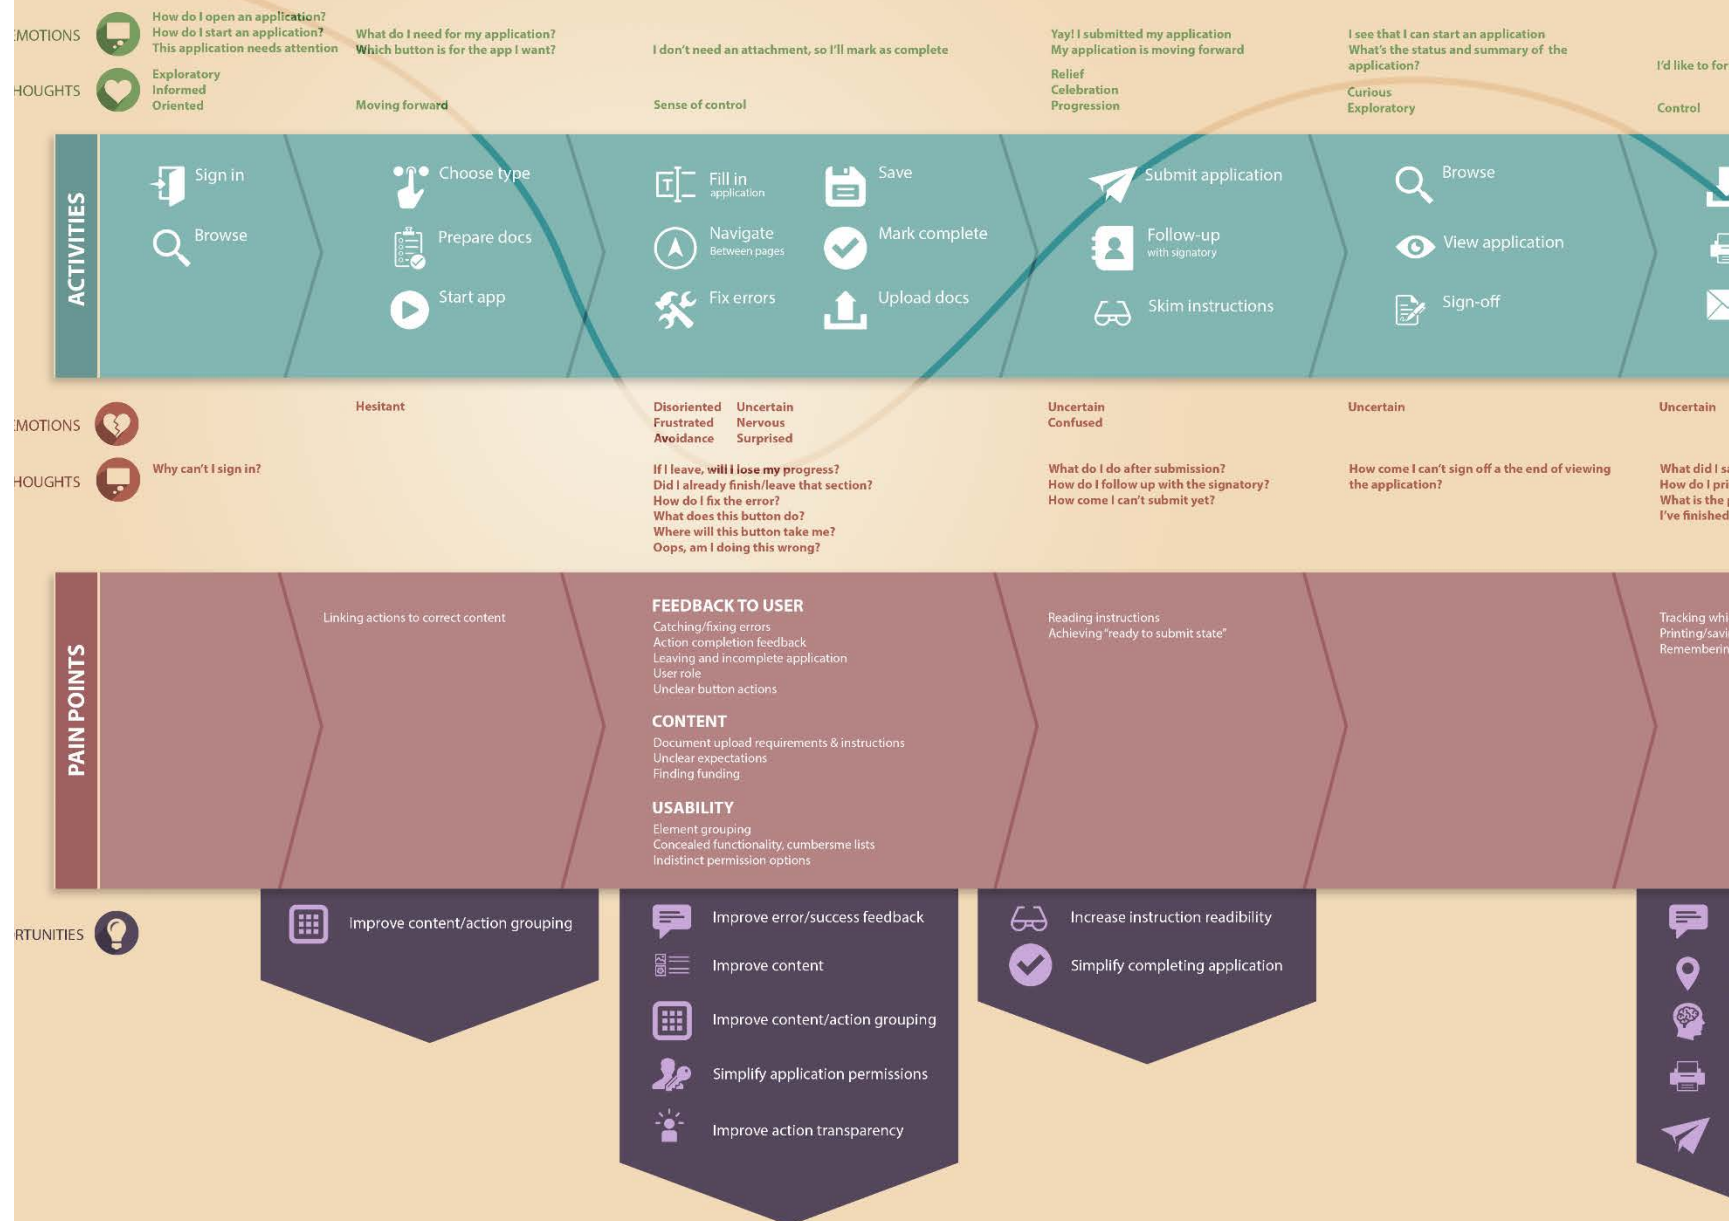 How do I open an application?
How do I start an application?
This application needs attention
What do I need for my application?
Which button is for the app I want?
I don't need an attachment, so I'll mark as complete
Yay! I submitted my application
My application is moving forward
I see that I can start an application
What's the status and summary of the
application?
I'd like to for
MOTIONS
HOUGHTS
Exploratory
Informed
Oriented
Moving forward
Sense of control
Relief
Celebration
Progression
Curious
Exploratory
Control
ACTIVITIES
Sign in
Browse
Choose type
Prepare docs
Start app
Fill in
application
Navigate
Between pages
Fix errors
Save
Mark complete
Upload docs
Submit application
Follow-up
with signatory
Skim instructions
Browse
View application
Sign-off
MOTIONS
Hesitant
Disoriented Uncertain
Frustrated Nervous
Avoidance Surprised
Uncertain
Confused
Uncertain
Uncertain
HOUGHTS
Why can't I sign in?
If I leave, will I lose my progress?
Did I already finish/leave that section?
How do I fix the error?
What does this button do?
Where will this button take me?
Oops, am I doing this wrong?
What do I do after submission?
How do I follow up with the signatory?
How come I can't submit yet?
How come I can't sign off a the end of viewing
the application?
What did I sa
How do I pri
What is the
I've finished
PAIN POINTS
Linking actions to correct content
FEEDBACK TO USER
Catching/fixing errors
Action completion feedback
Leaving and incomplete application
User role
Unclear button actions
CONTENT
Document upload requirements & instructions
Unclear expectations
Finding funding
USABILITY
Element grouping
Concealed functionality, cumbersme lists
Indistinct permission options
Reading instructions
Achieving "ready to submit state"
Tracking whi
Printing/savi
Rememberin
RTUNITIES
Improve content/action grouping
Improve error/success feedback
Improve content
Improve content/action grouping
Simplify application permissions
Improve action transparency
Increase instruction readibility
Simplify completing application